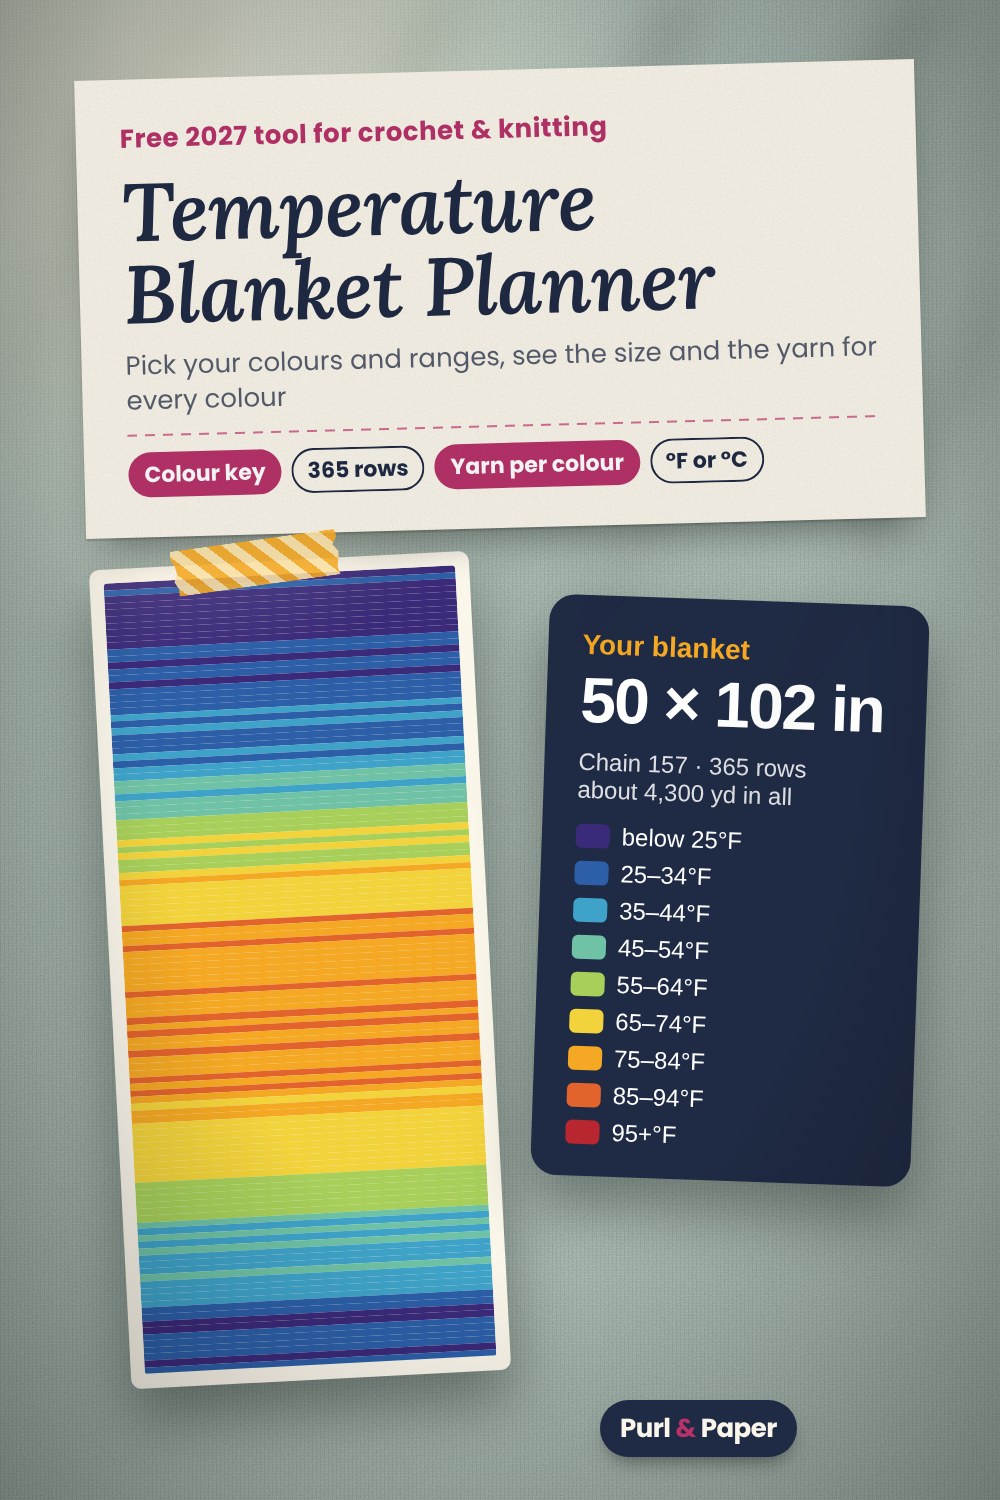 Free 2027 tool for crochet & knitting
Temperature
Blanket Planner
Pick your colours and ranges, see the size and the yarn for
every colour
Colour key
365 rows
Yarn per colour
°F or °C
Your blanket
50 × 102 in
Chain 157 · 365 rows
about 4,300 yd in all
below 25°F
25–34°F
35–44°F
45–54°F
55–64°F
65–74°F
75–84°F
85–94°F
95+°F
Purl & Paper